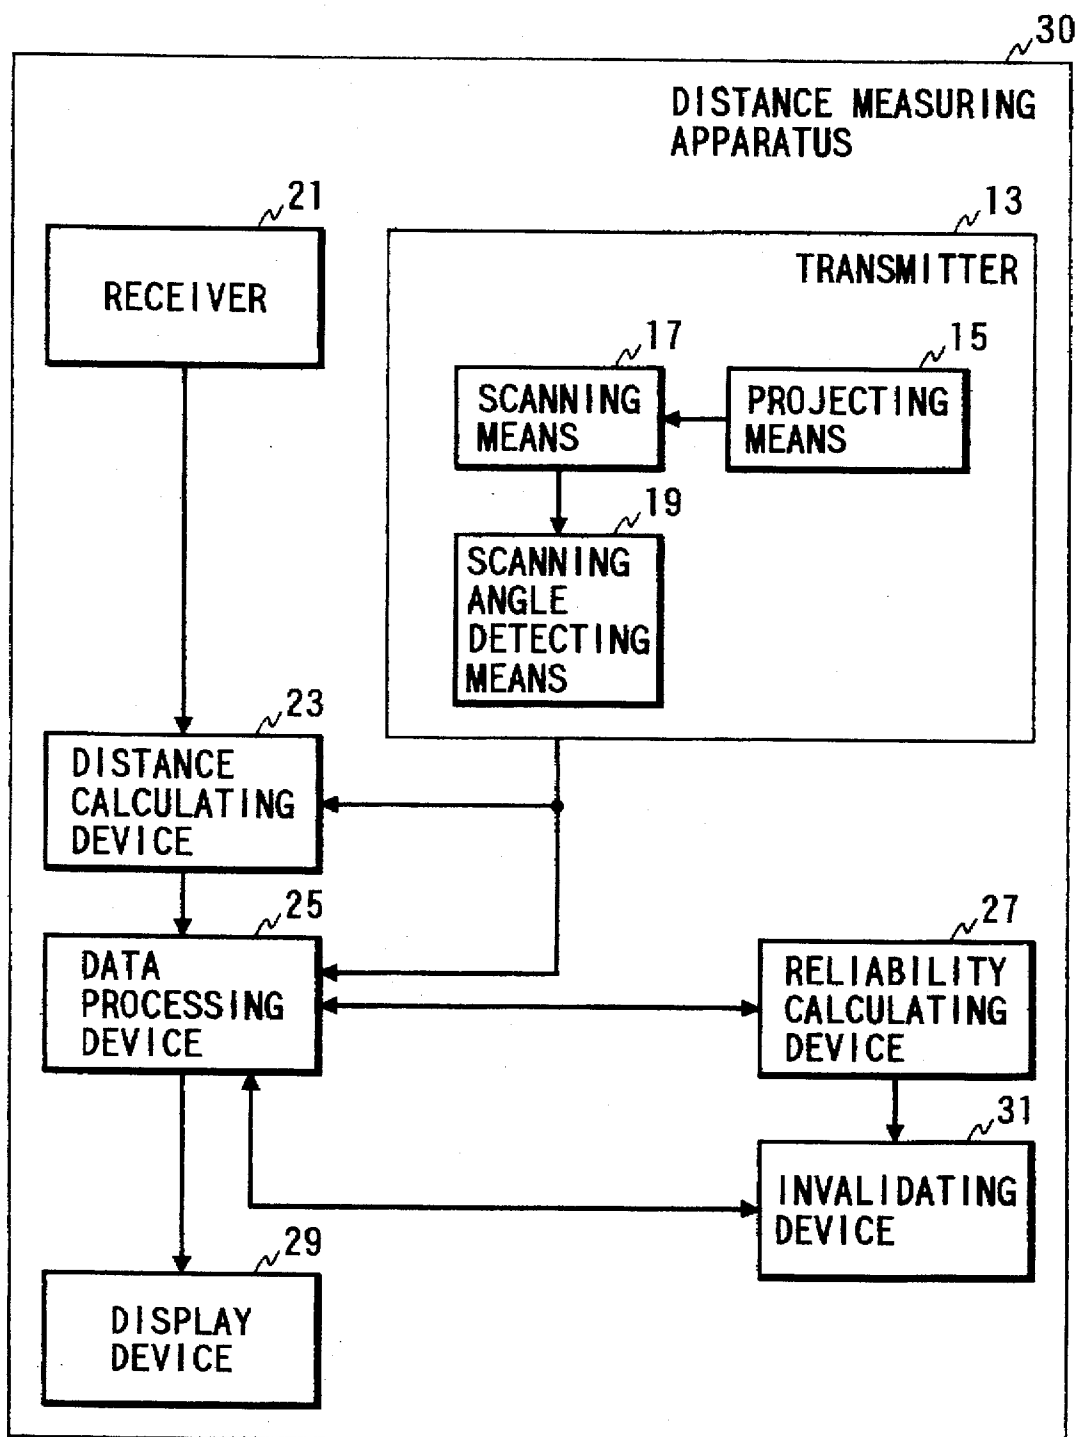 30
DISTANCE MEASURING
APPARATUS
21
RECEIVER
13
TRANSMITTER
17
SCANNING
MEANS
15
PROJECTING
MEANS
19
SCANNING
ANGLE
DETECTING
MEANS
23
DISTANCE
CALCULATING
DEVICE
25
DATA
PROCESSING
DEVICE
27
RELIABILITY
CALCULATING
DEVICE
31
INVALIDATING
DEVICE
29
DISPLAY
DEVICE